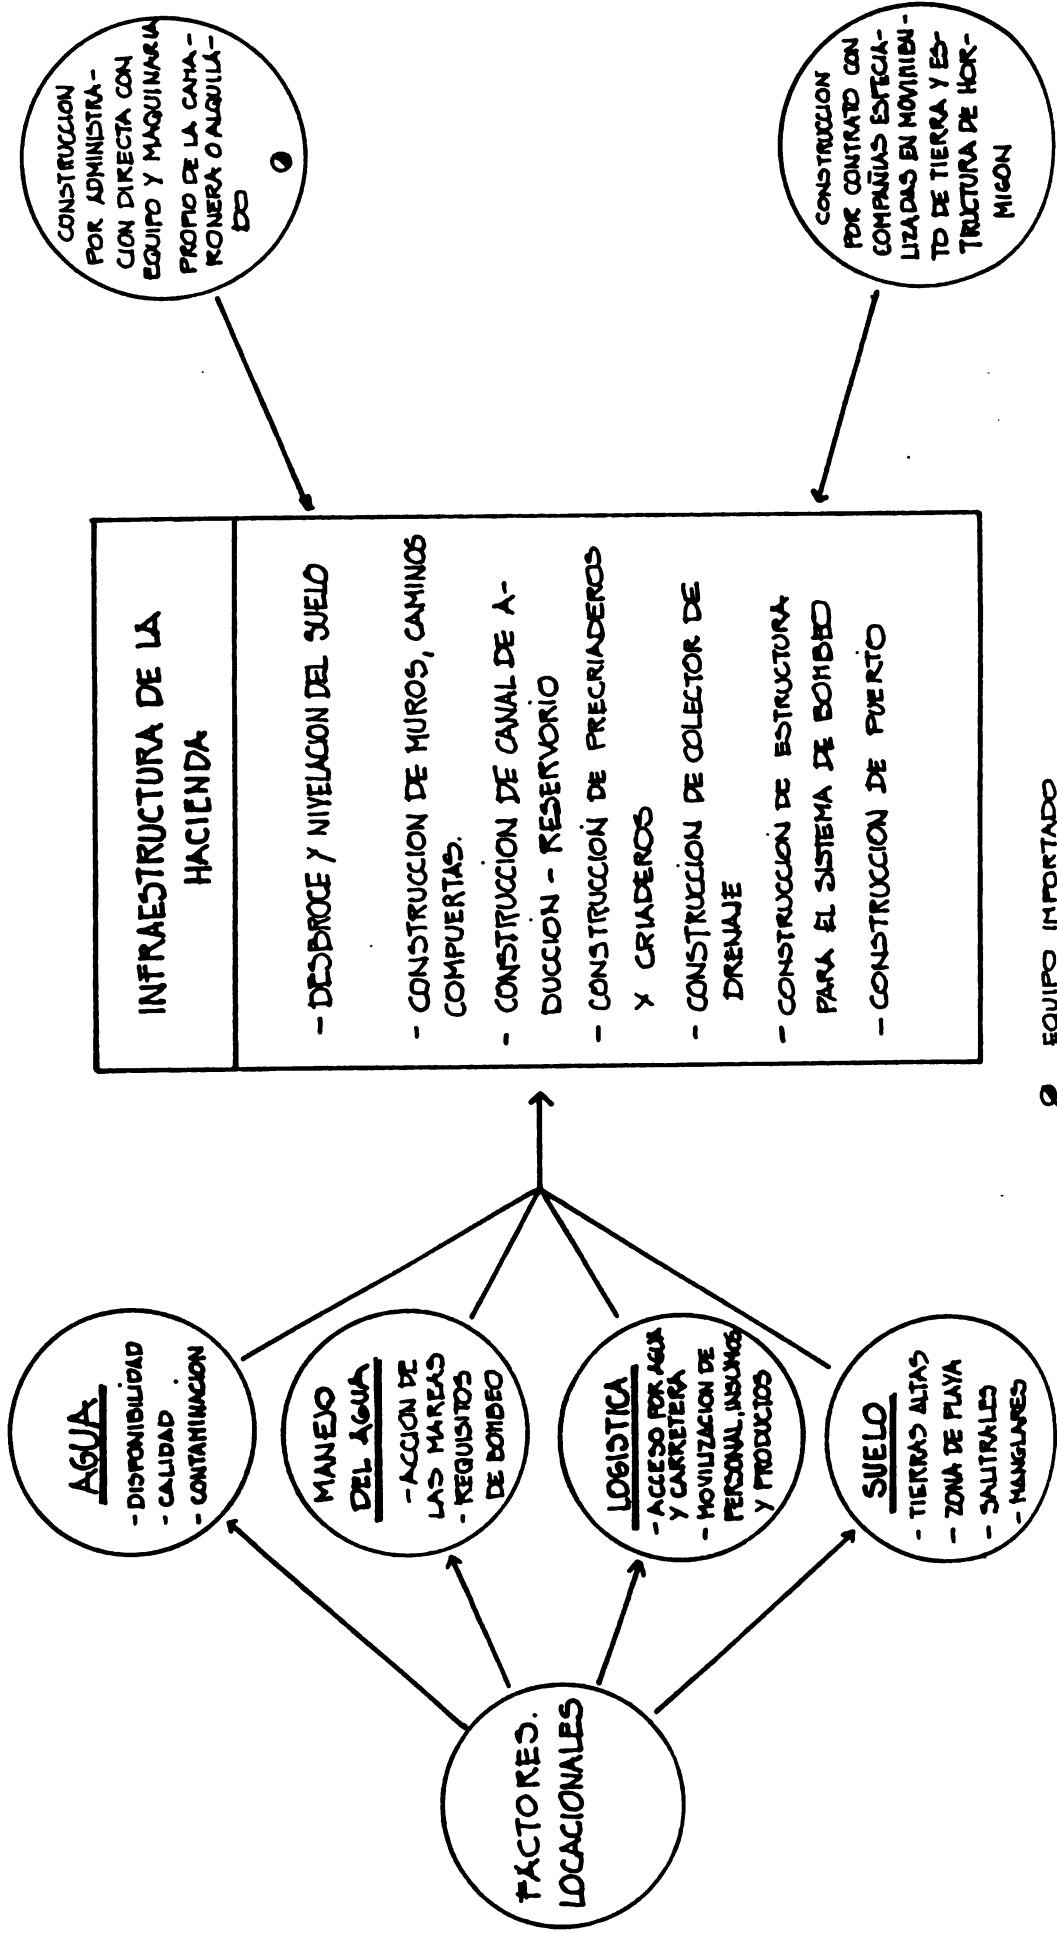 FACTORES.
LOCACIONALES
AGUA
- DISPONIBILIDAD
- CALIDAD
- CONTAMINACION
MANEJO
DEL AGUA
- ACCION DE
LAS MAREAS
- REQUISITOS
DE BOMBEO
LOGISTICA
- ACCESO POR AGUA
Y CARRETERA
- MOVILIZACION DE
PERSONAL, INSUMOS
Y PRODUCTOS
SUELO
- TIERRAS ALTAS
- ZONA DE PLAYA
- SALITRALES
- MANGLARES
INFRAESTRUCTURA DE LA
HACIENDA
- DESBROCE Y NIVELACION DEL SUELO
- CONSTRUCCION DE MUROS, CAMINOS
COMPUERTAS.
- CONSTRUCCION DE CANAL DE A-
DUCCION - RESERVORIO
- CONSTRUCCIÓN DE PRECRIADEROS
Y CRIADEROS
- CONSTRUCCION DE COLECTOR DE
DRENAJE
- CONSTRUCCION DE ESTRUCTURA
PARA EL SISTEMA DE BOMBEO
- CONSTRUCCION DE PUERTO
CONSTRUCCION
POR ADMINISTRA-
CION DIRECTA CON
EQUIPO Y MAQUINARIA
PROPIO DE LA CAMA-
RONERA O ALQUILA-
DO
CONSTRUCCION
POR CONTRATO CON
COMPAÑIAS ESPECIA-
LIZADAS EN MOVIMIEN-
TO DE TIERRA Y ES-
TRUCTURA DE HOR-
MIGON
EQUIPO IMPORTADO